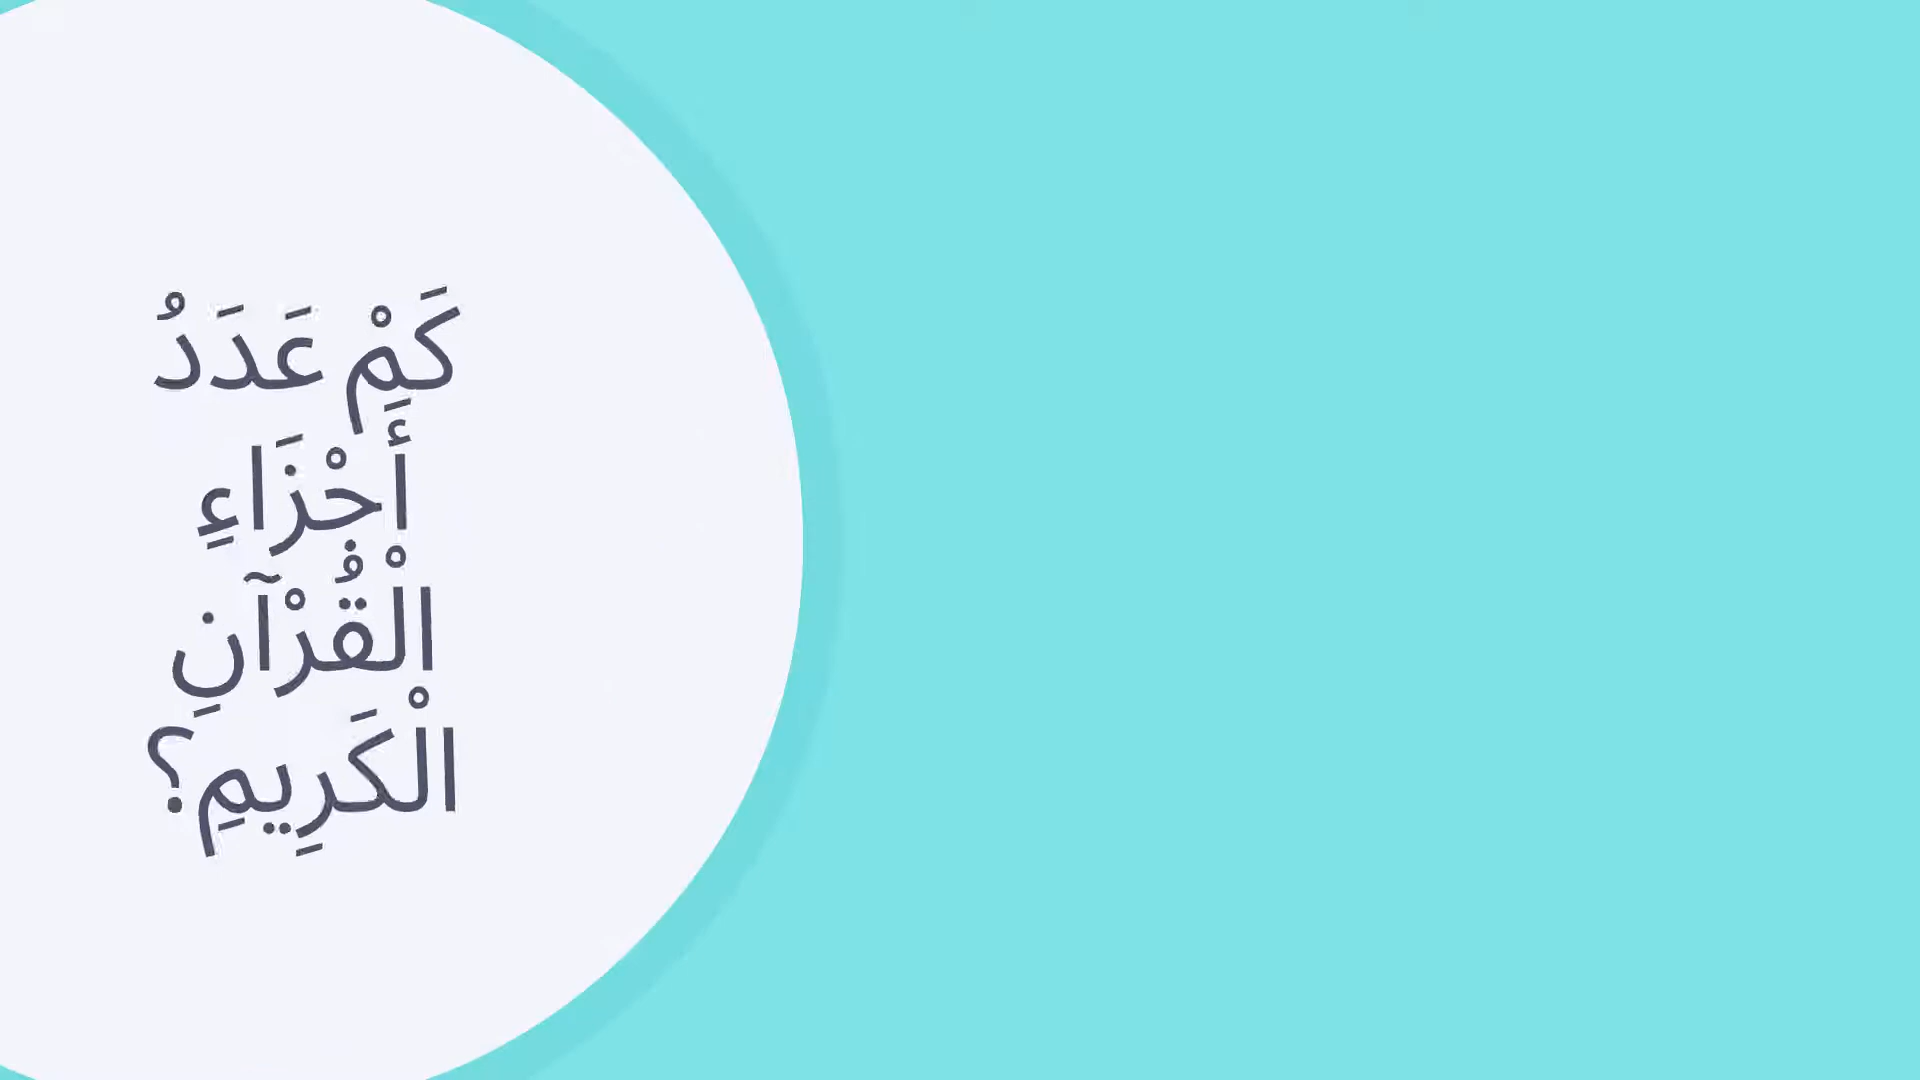 كَمْ عَدَدُ
أَجْزَاءِ
الْقُرْآنِ
الْكَرِيمِ؟